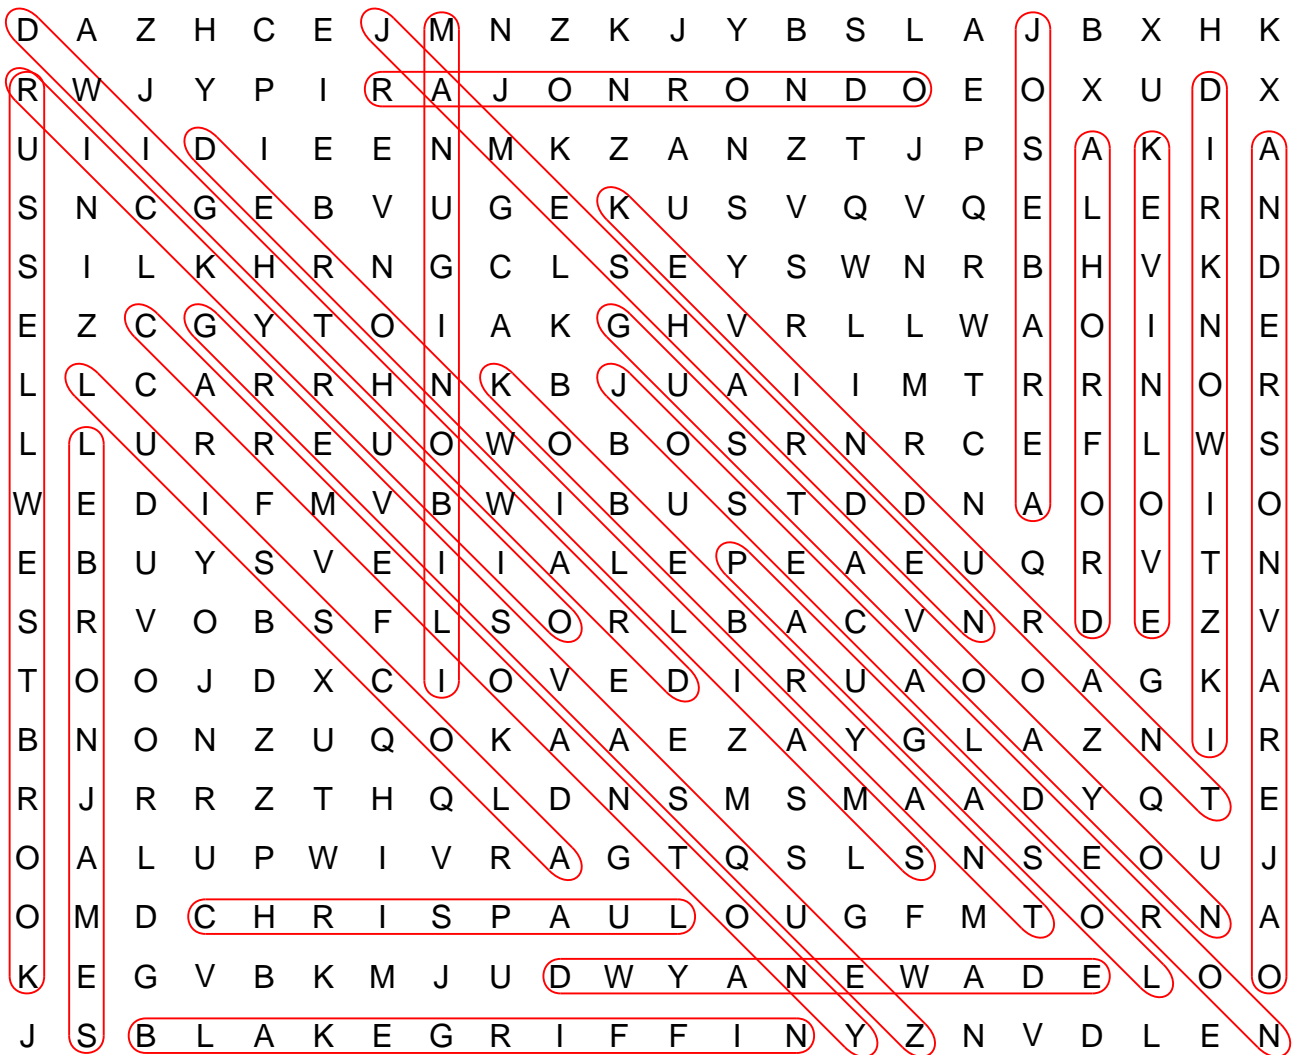 D A Z H C E J M N Z K J Y B S L A J B X H K
R W J Y P I R A J O N R O N D O E O X U D X
U I I D I E E N M K Z A N Z T J P S A K I A
S N C G E B V U G E K U S V Q V Q E L E R N
S I L K H R N G C L S E Y S W N R B H V K D
E Z C G Y T O I A K G H V R L L W A O I N E
L L C A R R H N K B J U A I I M T R R N O R
L L U R R E U O W O B O S R N R C E F L W S
W E D I F M V B W I B U S T D D N A O O I O
E B U Y S V E I I A L E P E A E U Q R V T N
S R V O B S F L S O R L B A C V N R D E Z V
T O O J D X C I O V E D I R U A O O A G K A
B N O N Z U Q O K A A E Z A Y G L A Z N I R
R J R R Z T H Q L D N S M S M A A D Y Q T E
O A L U P W I V R A G T Q S L S N S E O U J
O M D C H R I S P A U L O U G F M T O R N A
K E G V B K M J U D W Y A N E W A D E L O O
J S B L A K E G R I F F I N Y Z N V D L E N